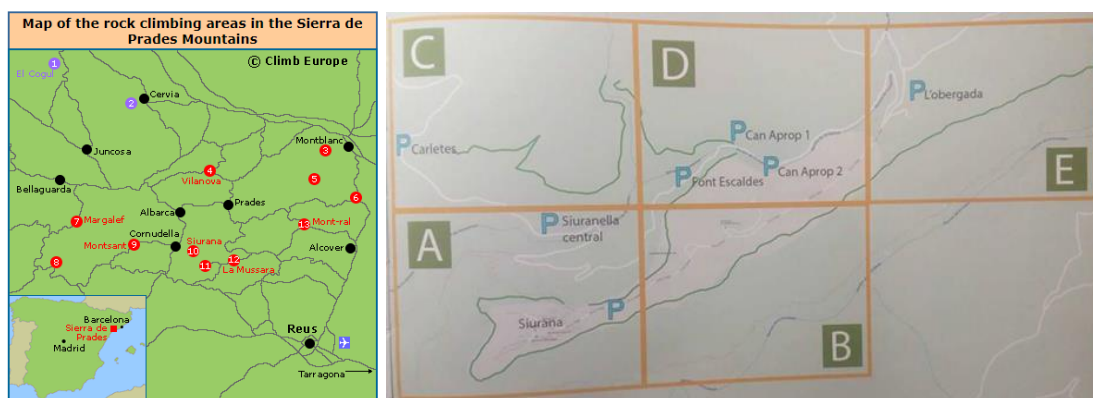 Map of the rock climbing areas in the Sierra de
Prades Mountains
© Climb Europe
1
El Cogul
2
Cervia
Montblanc
3
Juncosa
4
Vilanova
5
Bellaguarda
6
Prades
Albarca
7 Margalef
13 Mont-ral
Cornudella
Siurana
Montsant 9
10
Alcover
8
11
12
La Mussara
Barcelona
Sierra de
Prades
Madrid
Reus
Tarragona
C
D
P L'obergada
P Can Aprop 1
P Carletes
P Can Aprop 2
P Font Escaldes
E
A
P Siuranella
central
P
Siurana
B